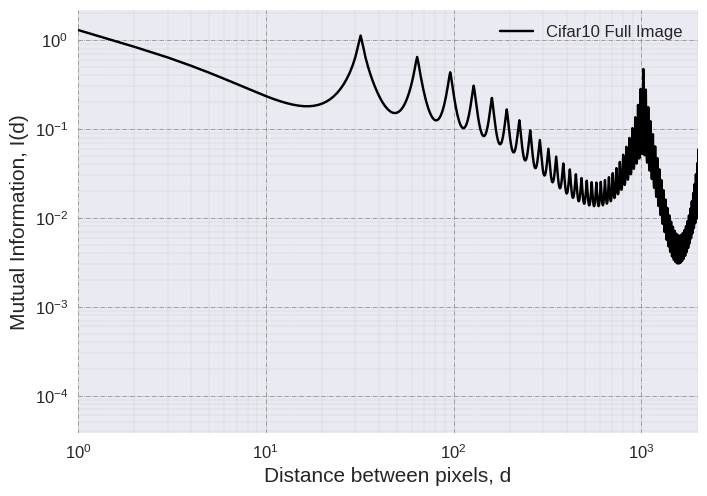 Cifar10 Full Image
Mutual Information, I(d)
10⁰
10⁻¹
10⁻²
10⁻³
10⁻⁴
10⁰ 10¹ 10² 10³
Distance between pixels, d